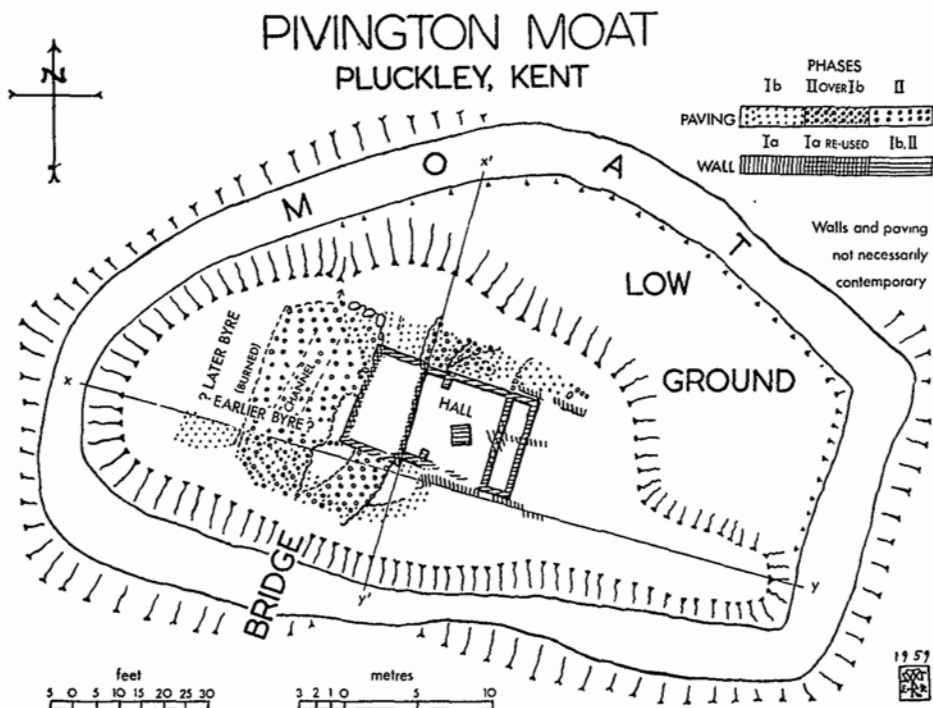 PIVINGTON MOAT
PLUCKLEY, KENT
N
PHASES
Ib II OVER Ib II
PAVING
Ia Ia RE-USED Ib, II
WALL
Walls and paving
not necessarily
contemporary
MOAT
x'
LOW
GROUND
? LATER BYRE
(BURNED)
CHANNEL
? EARLIER BYRE ?
HALL
x
y
y'
BRIDGE
feet
5 0 5 10 15 20 25 30
metres
3 2 1 0 5 10
1959